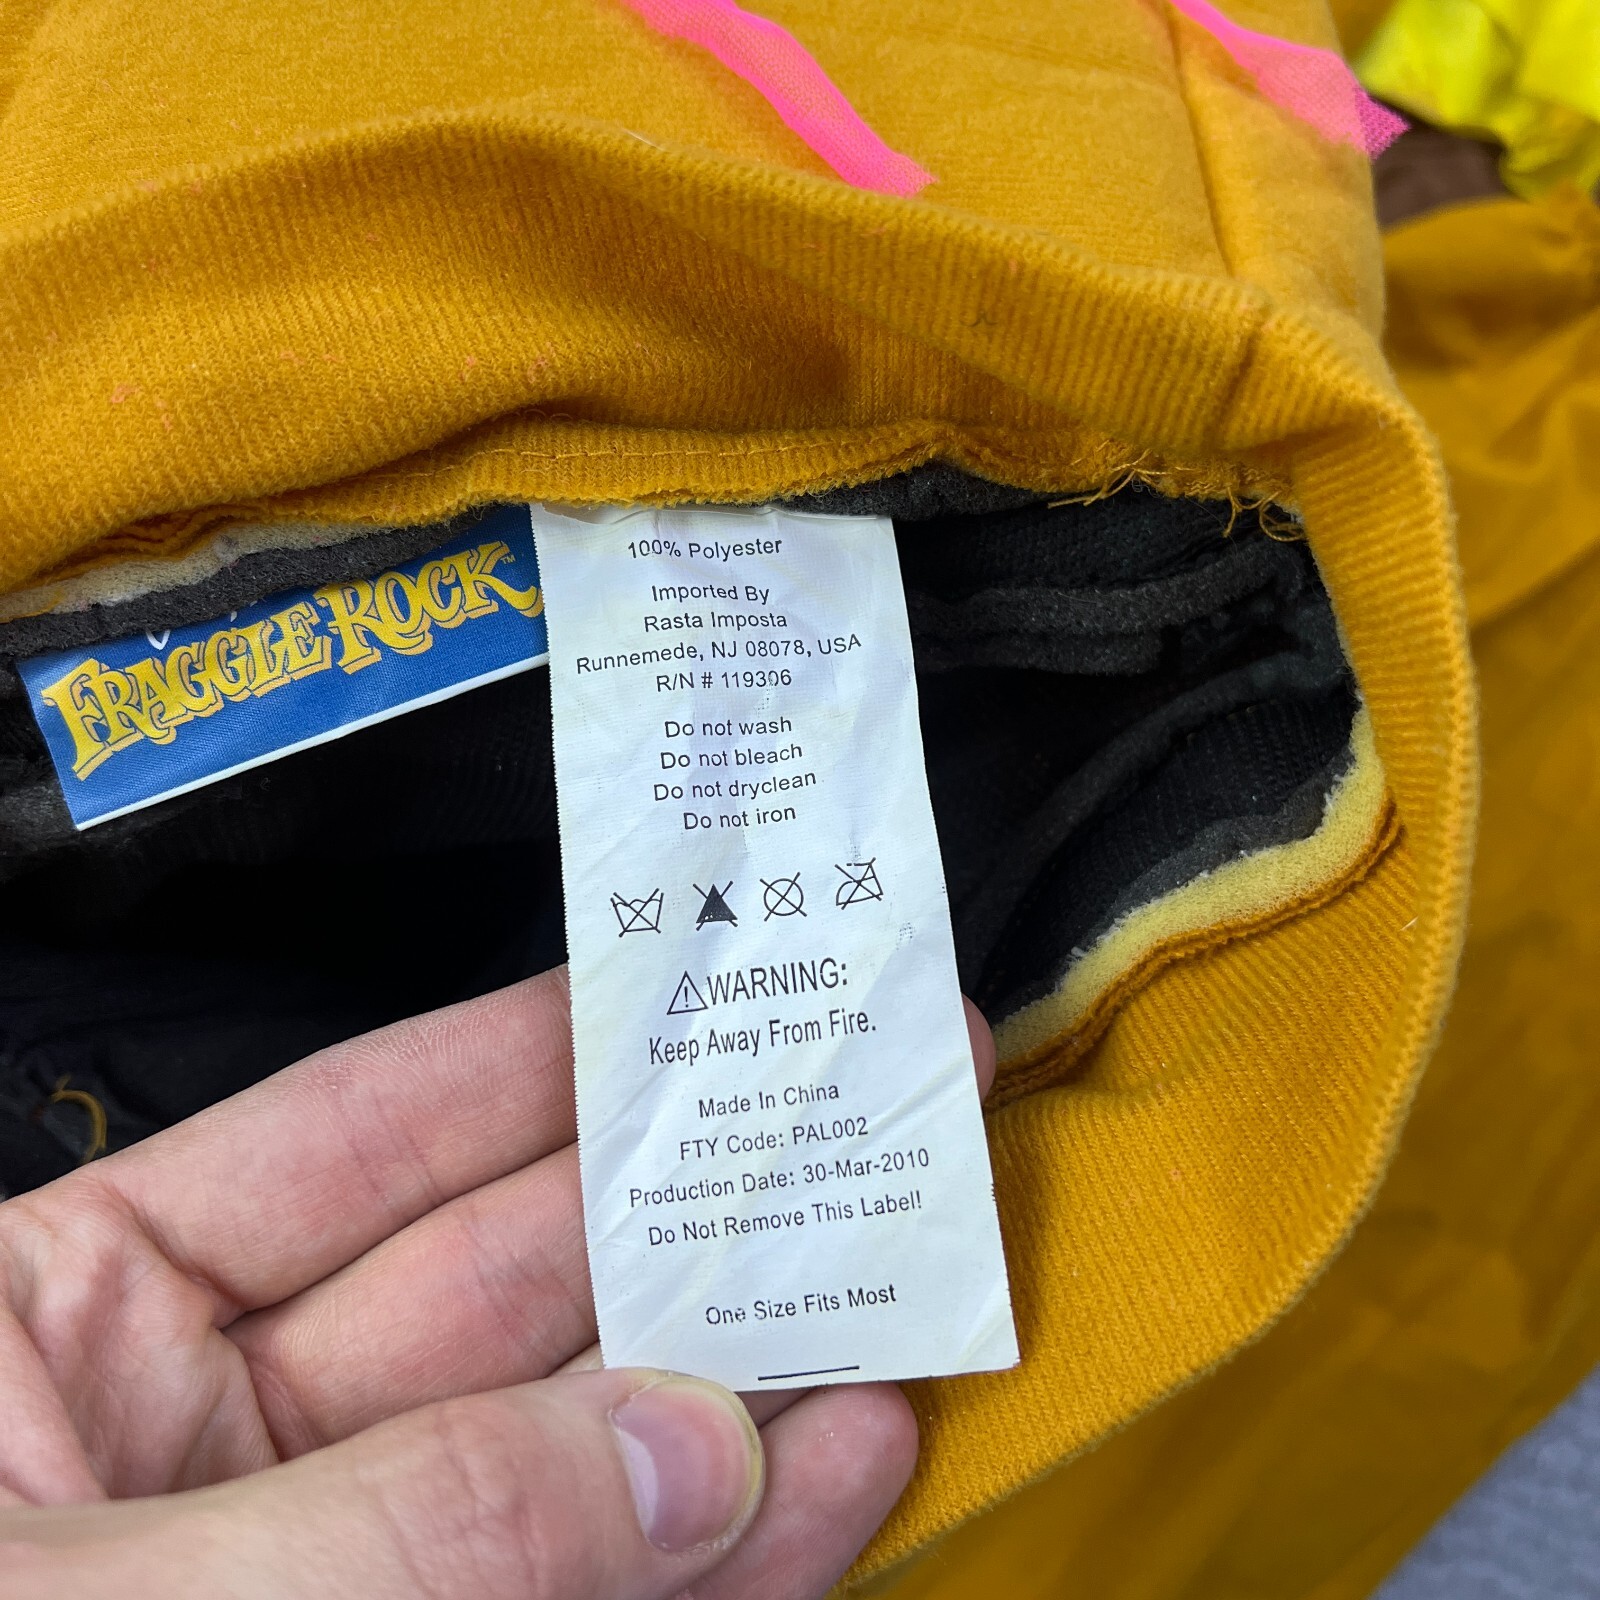 FRAGGLE ROCK™
100% Polyester
Imported By
Rasta Imposta
Runnemede, NJ 08078, USA
R/N # 119306
Do not wash
Do not bleach
Do not dryclean
Do not iron
WARNING:
Keep Away From Fire.
Made In China
FTY Code: PAL002
Production Date: 30-Mar-2010
Do Not Remove This Label!
One Size Fits Most